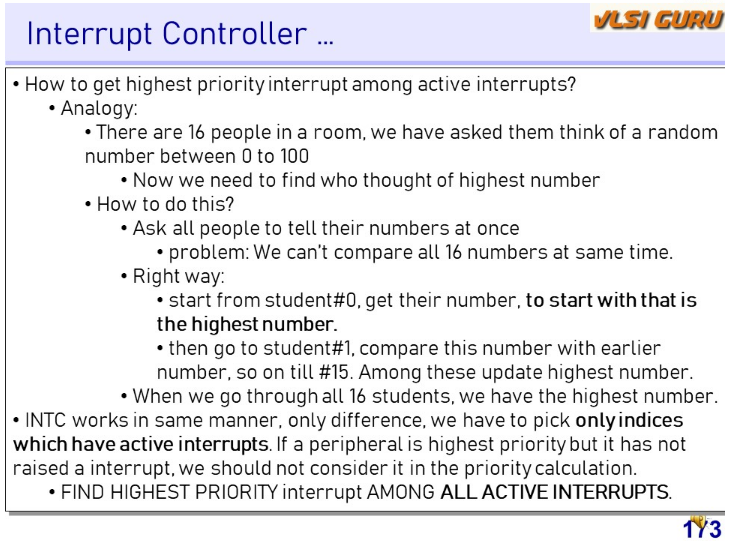 Interrupt Controller ...
VLSI GURU
• How to get highest priority interrupt among active interrupts?
• Analogy:
• There are 16 people in a room, we have asked them think of a random
number between 0 to 100
• Now we need to find who thought of highest number
• How to do this?
• Ask all people to tell their numbers at once
• problem: We can't compare all 16 numbers at same time.
• Right way:
• start from student#0, get their number, to start with that is
the highest number.
• then go to student#1, compare this number with earlier
number, so on till #15. Among these update highest number.
• When we go through all 16 students, we have the highest number.
• INTC works in same manner, only difference, we have to pick only indices
which have active interrupts. If a peripheral is highest priority but it has not
raised a interrupt, we should not consider it in the priority calculation.
• FIND HIGHEST PRIORITY interrupt AMONG ALL ACTIVE INTERRUPTS.